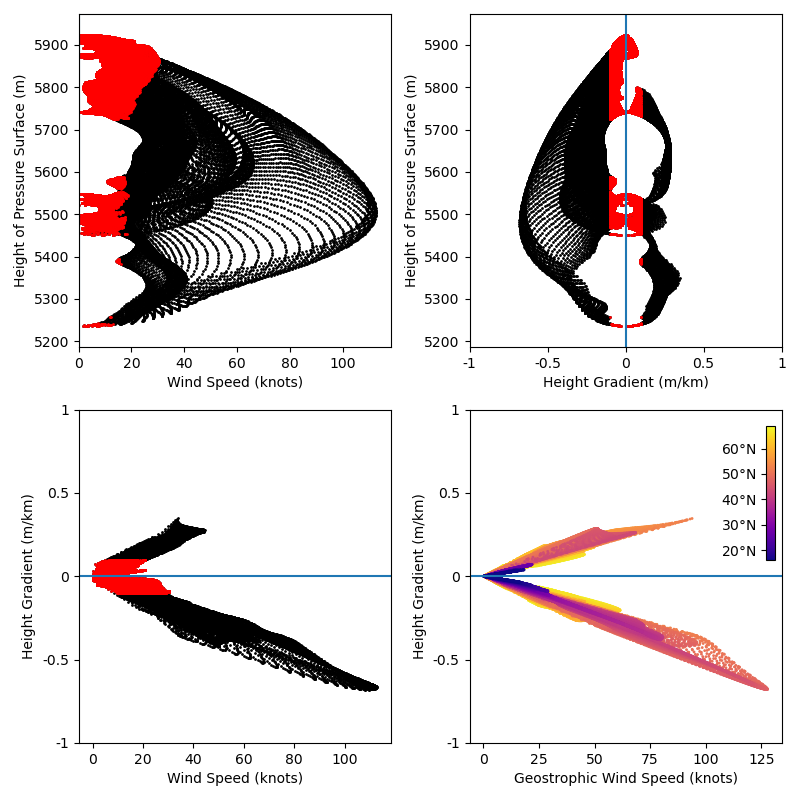 5900
5800
5700
5600
5500
5400
5300
5200
Height of Pressure Surface (m)
0 20 40 60 80 100
Wind Speed (knots)
5900
5800
5700
5600
5500
5400
5300
5200
Height of Pressure Surface (m)
-1 -0.5 0 0.5 1
Height Gradient (m/km)
1
0.5
0
-0.5
-1
Height Gradient (m/km)
0 20 40 60 80 100
Wind Speed (knots)
1
0.5
0
-0.5
-1
Height Gradient (m/km)
60°N
50°N
40°N
30°N
20°N
0 25 50 75 100 125
Geostrophic Wind Speed (knots)